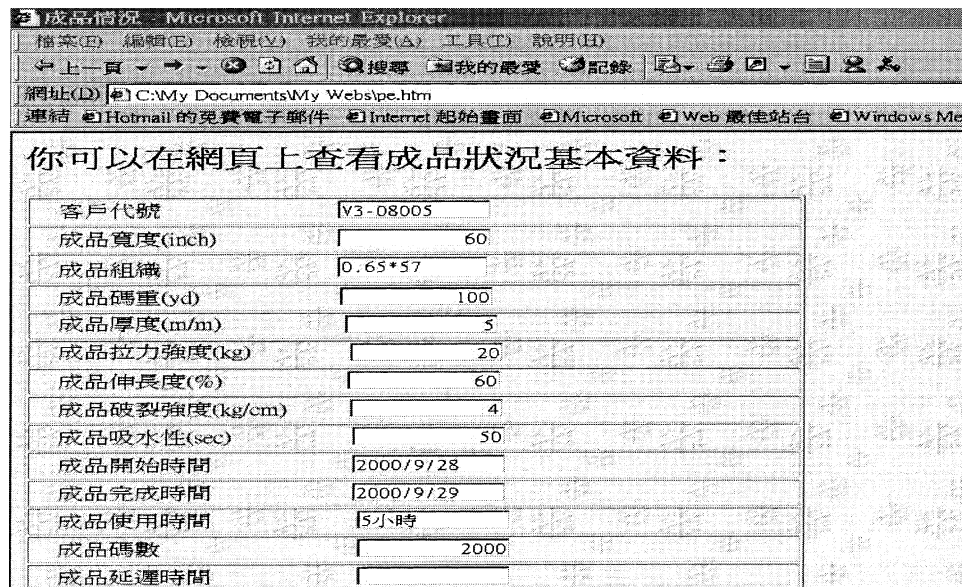 成品情況 - Microsoft Internet Explorer
檔案(F) 編輯(E) 檢視(V) 我的最愛(A) 工具(T) 說明(H)
上一頁 搜尋 我的最愛 記錄
網址(D) C:\My Documents\My Webs\pe.htm
連結 Hotmail 的免費電子郵件 Internet 起始畫面 Microsoft Web 最佳站台 Windows Me
你可以在網頁上查看成品狀況基本資料：
客戶代號 V3-08005
成品寬度(inch) 60
成品組織 0.65*57
成品碼重(yd) 100
成品厚度(m/m) 5
成品拉力強度(kg) 20
成品伸長度(%) 60
成品破裂強度(kg/cm) 4
成品吸水性(sec) 50
成品開始時間 2000/9/28
成品完成時間 2000/9/29
成品使用時間 5小時
成品碼數 2000
成品延遲時間